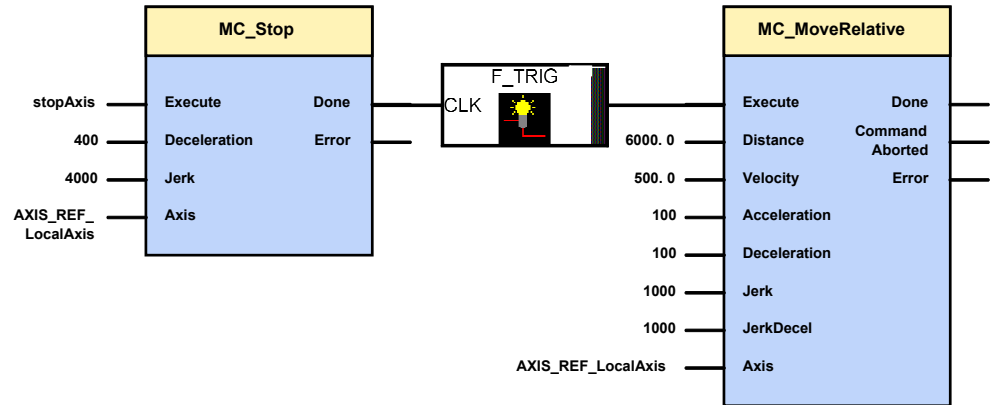 MC_Stop
stopAxis
Execute
Done
400
Deceleration
Error
4000
Jerk
AXIS_REF_
LocalAxis
Axis
F_TRIG
CLK
MC_MoveRelative
Execute
Done
6000. 0
Distance
Command
Aborted
500. 0
Velocity
Error
100
Acceleration
100
Deceleration
1000
Jerk
1000
JerkDecel
AXIS_REF_LocalAxis
Axis